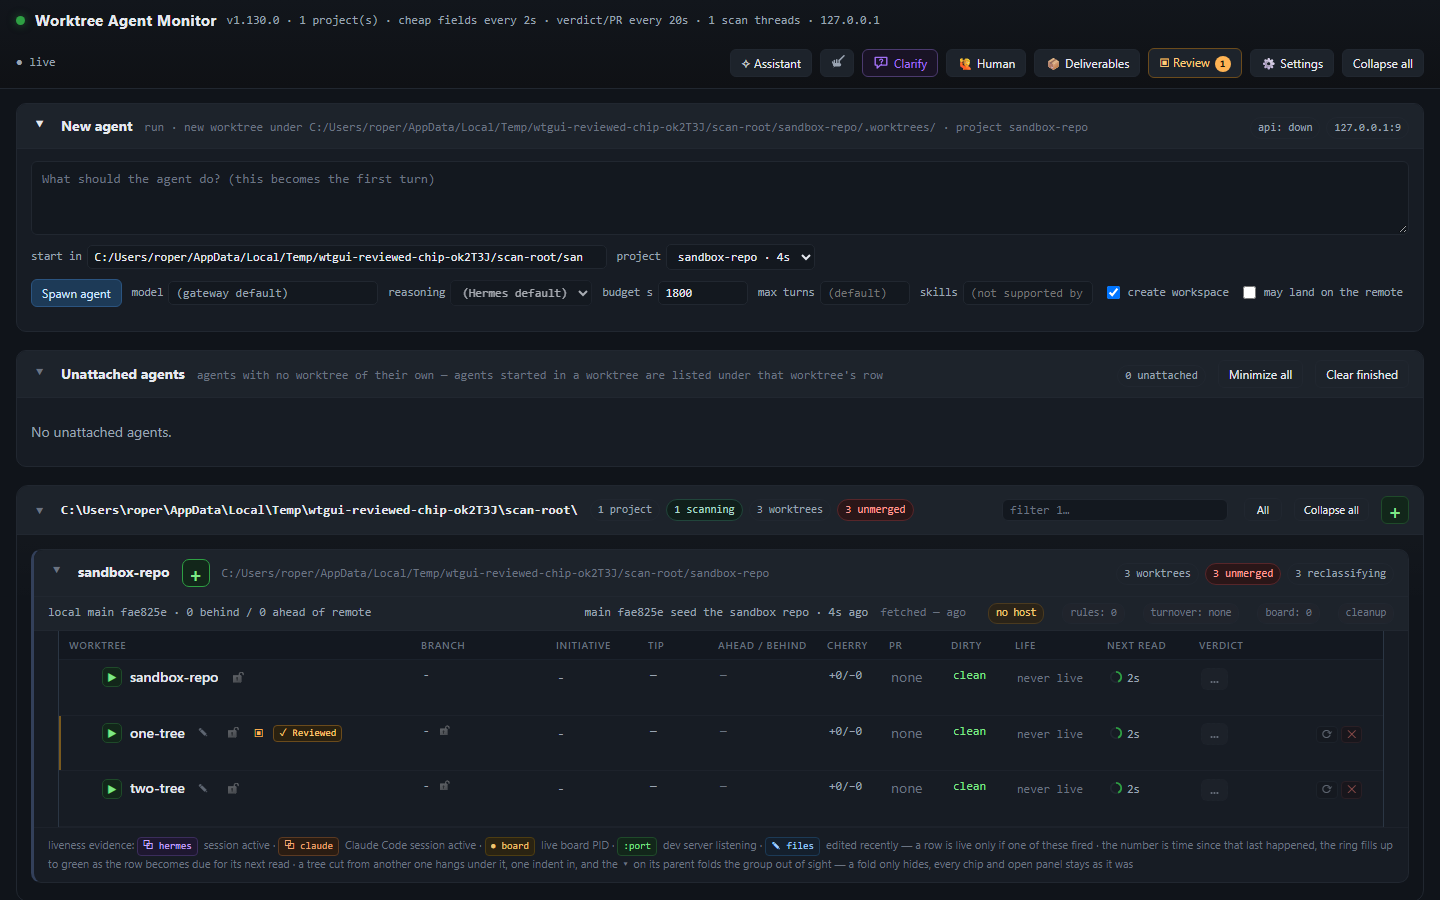 Worktree Agent Monitor v1.130.0 · 1 project(s) · cheap fields every 2s · verdict/PR every 20s · 1 scan threads · 127.0.0.1
● live
✧ Assistant Clarify Human Deliverables Review 1 Settings Collapse all
New agent run · new worktree under C:/Users/roper/AppData/Local/Temp/wtgui-reviewed-chip-ok2T3J/scan-root/sandbox-repo/.worktrees/ · project sandbox-repo api: down 127.0.0.1:9
What should the agent do? (this becomes the first turn)
start in C:/Users/roper/AppData/Local/Temp/wtgui-reviewed-chip-ok2T3J/scan-root/san project sandbox-repo · 4s
Spawn agent model (gateway default) reasoning (Hermes default) budget s 1800 max turns (default) skills (not supported by create workspace may land on the remote
Unattached agents agents with no worktree of their own — agents started in a worktree are listed under that worktree's row 0 unattached Minimize all Clear finished
No unattached agents.
C:\Users\roper\AppData\Local\Temp\wtgui-reviewed-chip-ok2T3J\scan-root\ 1 project 1 scanning 3 worktrees 3 unmerged filter 1… All Collapse all +
sandbox-repo + C:/Users/roper/AppData/Local/Temp/wtgui-reviewed-chip-ok2T3J/scan-root/sandbox-repo 3 worktrees 3 unmerged 3 reclassifying
local main fae825e · 0 behind / 0 ahead of remote main fae825e seed the sandbox repo · 4s ago fetched — ago no host rules: 0 turnover: none board: 0 cleanup
WORKTREE BRANCH INITIATIVE TIP AHEAD / BEHIND CHERRY PR DIRTY LIFE NEXT READ VERDICT
sandbox-repo - - — — +0/−0 none clean never live 2s …
one-tree ✓ Reviewed - - — — +0/−0 none clean never live 2s …
two-tree - - — — +0/−0 none clean never live 2s …
liveness evidence: hermes session active · claude Claude Code session active · ● board live board PID · :port dev server listening · files edited recently — a row is live only if one of these fired · the number is time since that last happened, the ring fills up
to green as the row becomes due for its next read · a tree cut from another one hangs under it, one indent in, and the ▾ on its parent folds the group out of sight — a fold only hides, every chip and open panel stays as it was